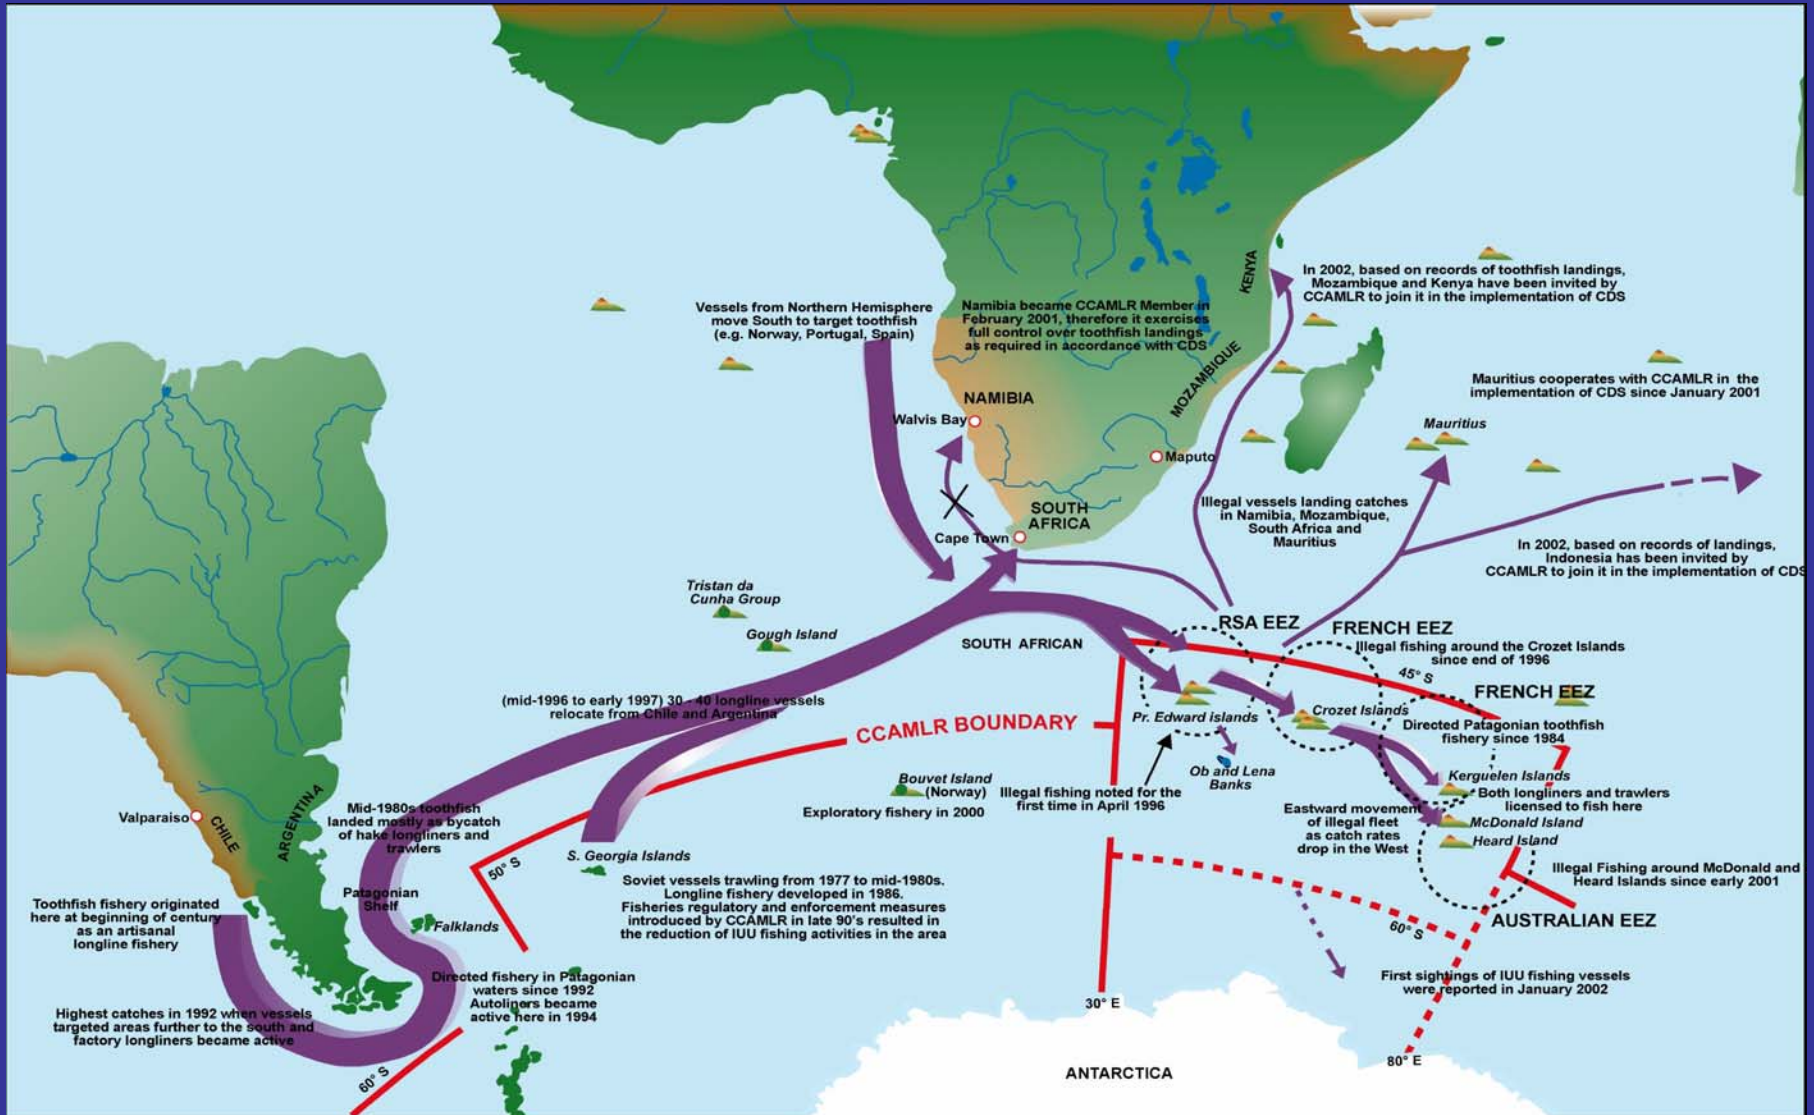 Vessels from Northern Hemisphere
move South to target toothfish
(e.g. Norway, Portugal, Spain)
Namibia became CCAMLR Member in
February 2001, therefore it exercises
full control over toothfish landings
as required in accordance with CDS
KENYA
In 2002, based on records of toothfish landings,
Mozambique and Kenya have been invited by
CCAMLR to join it in the implementation of CDS
MOZAMBIQUE
Mauritius cooperates with CCAMLR in the
implementation of CDS since January 2001
Mauritius
NAMIBIA
Walvis Bay
Maputo
SOUTH
AFRICA
Cape Town
Illegal vessels landing catches
in Namibia, Mozambique,
South Africa and
Mauritius
In 2002, based on records of landings,
Indonesia has been invited by
CCAMLR to join it in the implementation of CDS
Tristan da
Cunha Group
Gough Island
SOUTH AFRICAN
RSA EEZ
FRENCH EEZ
Illegal fishing around the Crozet Islands
since end of 1996
45° S
FRENCH EEZ
(mid-1996 to early 1997) 30 - 40 longline vessels
relocate from Chile and Argentina
CCAMLR BOUNDARY
Pr. Edward islands
Crozet Islands
Directed Patagonian toothfish
fishery since 1984
Ob and Lena
Banks
Bouvet Island
(Norway)
Exploratory fishery in 2000
Illegal fishing noted for the
first time in April 1996
Kerguelen Islands
Both longliners and trawlers
licensed to fish here
Eastward movement
of illegal fleet
as catch rates
drop in the West
McDonald Island
Heard Island
Illegal Fishing around McDonald and
Heard Islands since early 2001
AUSTRALIAN EEZ
Valparaiso
CHILE
ARGENTINA
Mid-1980s toothfish
landed mostly as bycatch
of hake longliners and
trawlers
50° S
S. Georgia Islands
Soviet vessels trawling from 1977 to mid-1980s.
Longline fishery developed in 1986.
Fisheries regulatory and enforcement measures
introduced by CCAMLR in late 90's resulted in
the reduction of IUU fishing activities in the area
Patagonian
Shelf
Falklands
Toothfish fishery originated
here at beginning of century
as an artisanal
longline fishery
Directed fishery in Patagonian
waters since 1992
Autoliners became
active here in 1994
Highest catches in 1992 when vessels
targeted areas further to the south and
factory longliners became active
60° S
60° S
First sightings of IUU fishing vessels
were reported in January 2002
30° E
80° E
ANTARCTICA